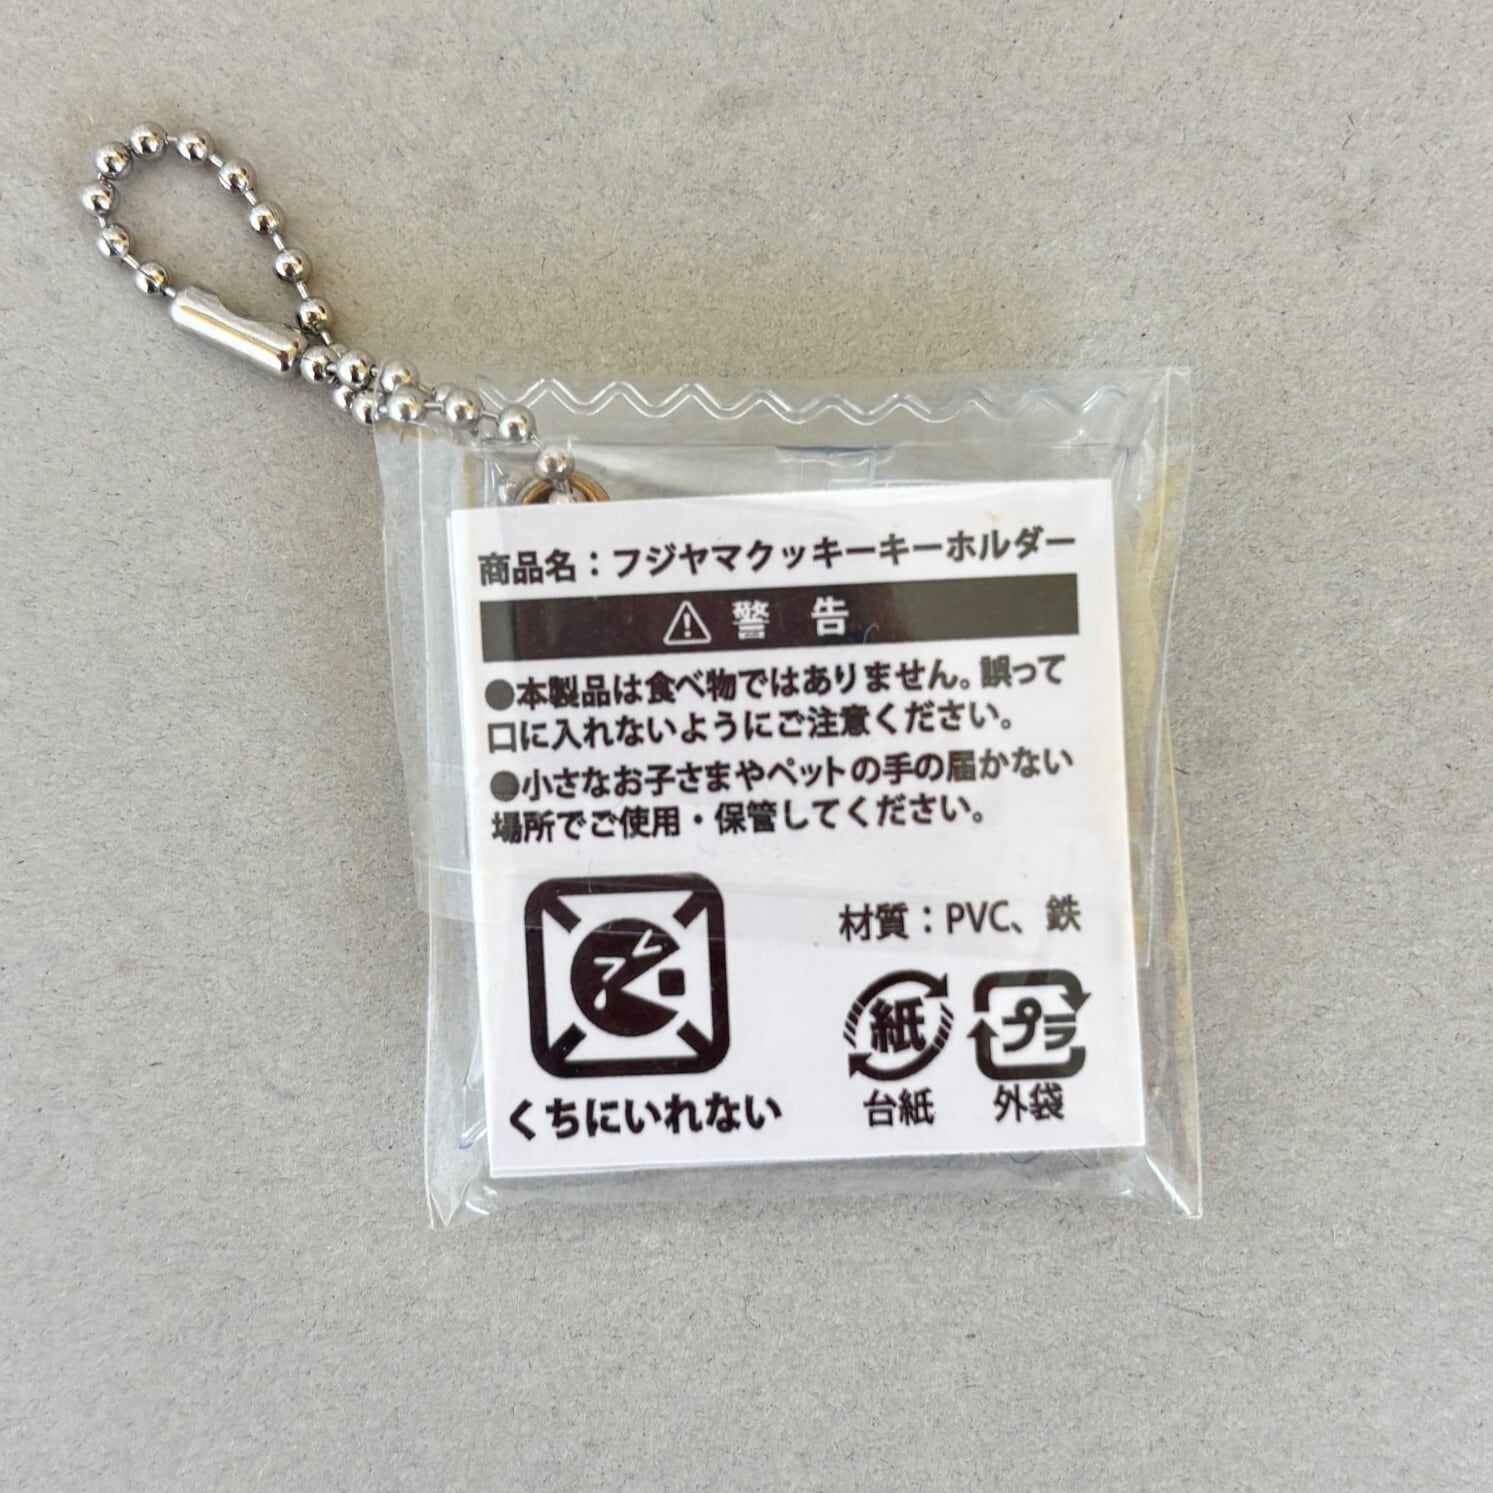 商品名：フジヤマクッキーキーホルダー
警告
●本製品は食べ物ではありません。誤って
口に入れないようにご注意ください。
●小さなお子さまやペットの手の届かない
場所でご使用・保管してください。
材質：PVC、鉄
紙
プラ
台紙
外袋
くちにいれない